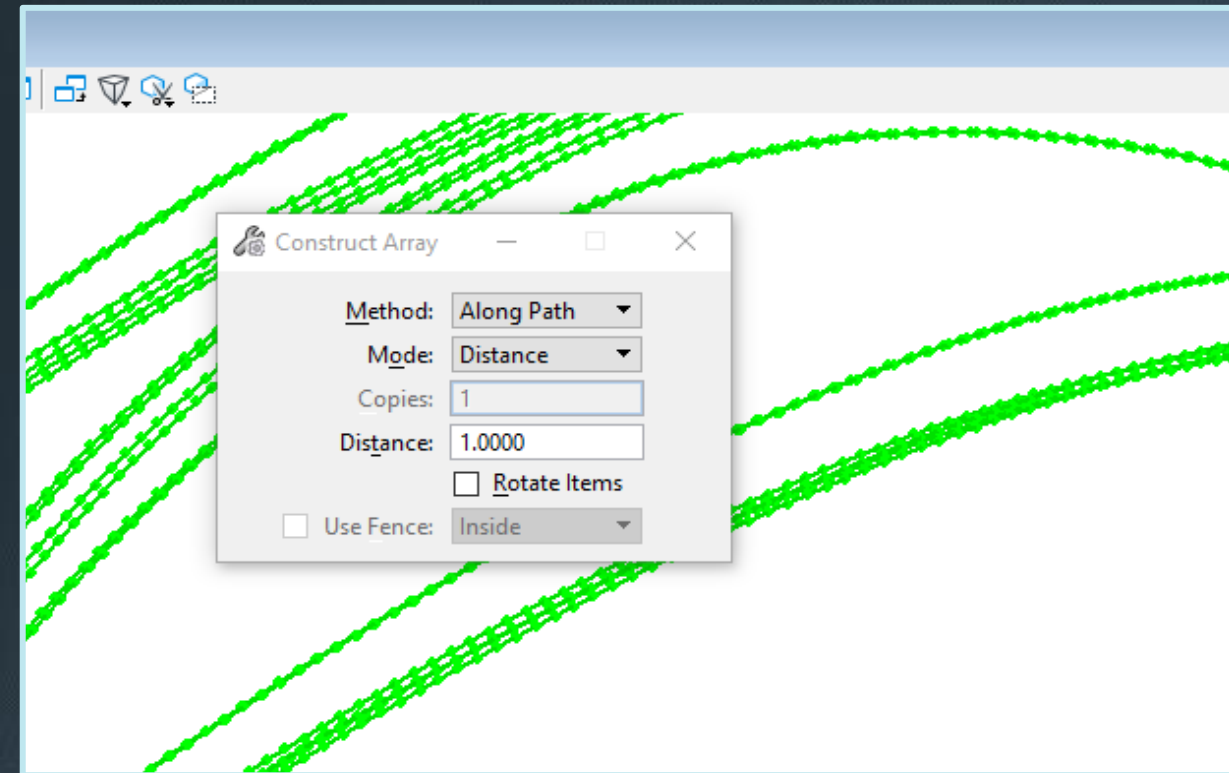 Construct Array
Method: Along Path
Mode: Distance
Copies: 1
Distance: 1.0000
Rotate Items
Use Fence: Inside